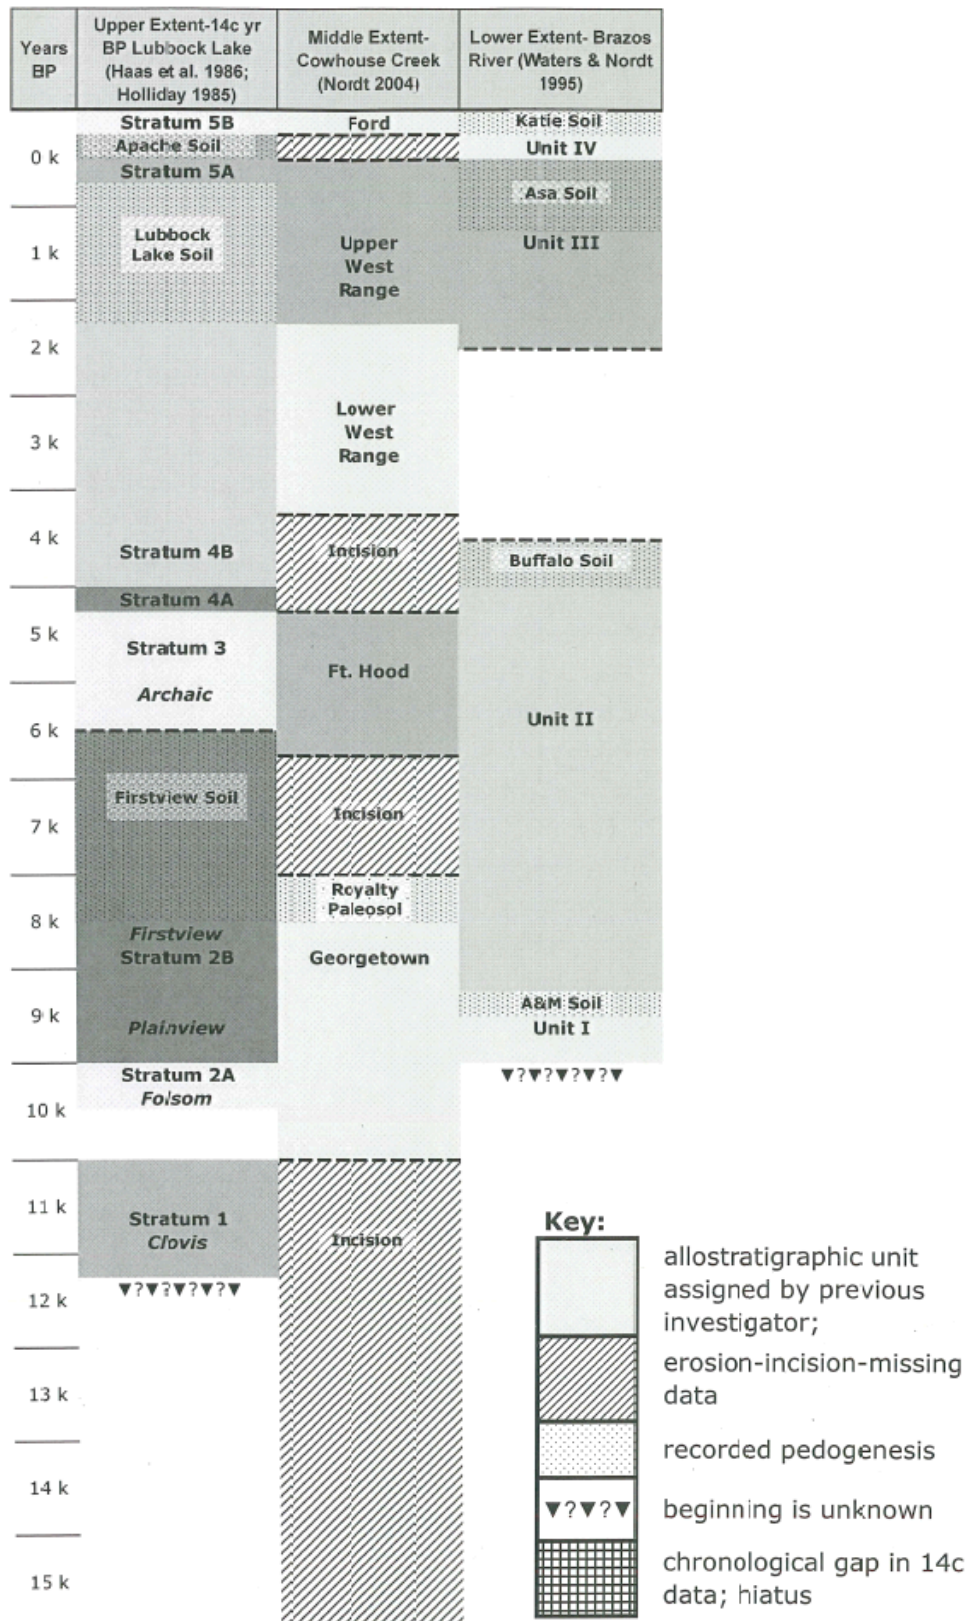 Years
BP
Upper Extent-14c yr
BP Lubbock Lake
(Haas et al. 1986;
Holliday 1985)
Middle Extent-
Cowhouse Creek
(Nordt 2004)
Lower Extent- Brazos
River (Waters & Nordt
1995)
0 k
1 k
2 k
3 k
4 k
5 k
6 k
7 k
8 k
9 k
10 k
11 k
12 k
13 k
14 k
15 k
Stratum 5B
Apache Soil
Stratum 5A
Lubbock
Lake Soil
Stratum 4B
Stratum 4A
Stratum 3
Archaic
Firstview Soil
Firstview
Stratum 2B
Plainview
Stratum 2A
Folsom
Stratum 1
Clovis
▼?▼?▼?▼?▼
Ford
Upper
West
Range
Lower
West
Range
Incision
Ft. Hood
Incision
Royalty
Paleosol
Georgetown
Incision
Katie Soil
Unit IV
Asa Soil
Unit III
Buffalo Soil
Unit II
A&M Soil
Unit I
▼?▼?▼?▼?▼
Key:
allostratigraphic unit
assigned by previous
investigator;
erosion-incision-missing
data
recorded pedogenesis
▼?▼?▼
beginning is unknown
chronological gap in 14c
data; hiatus